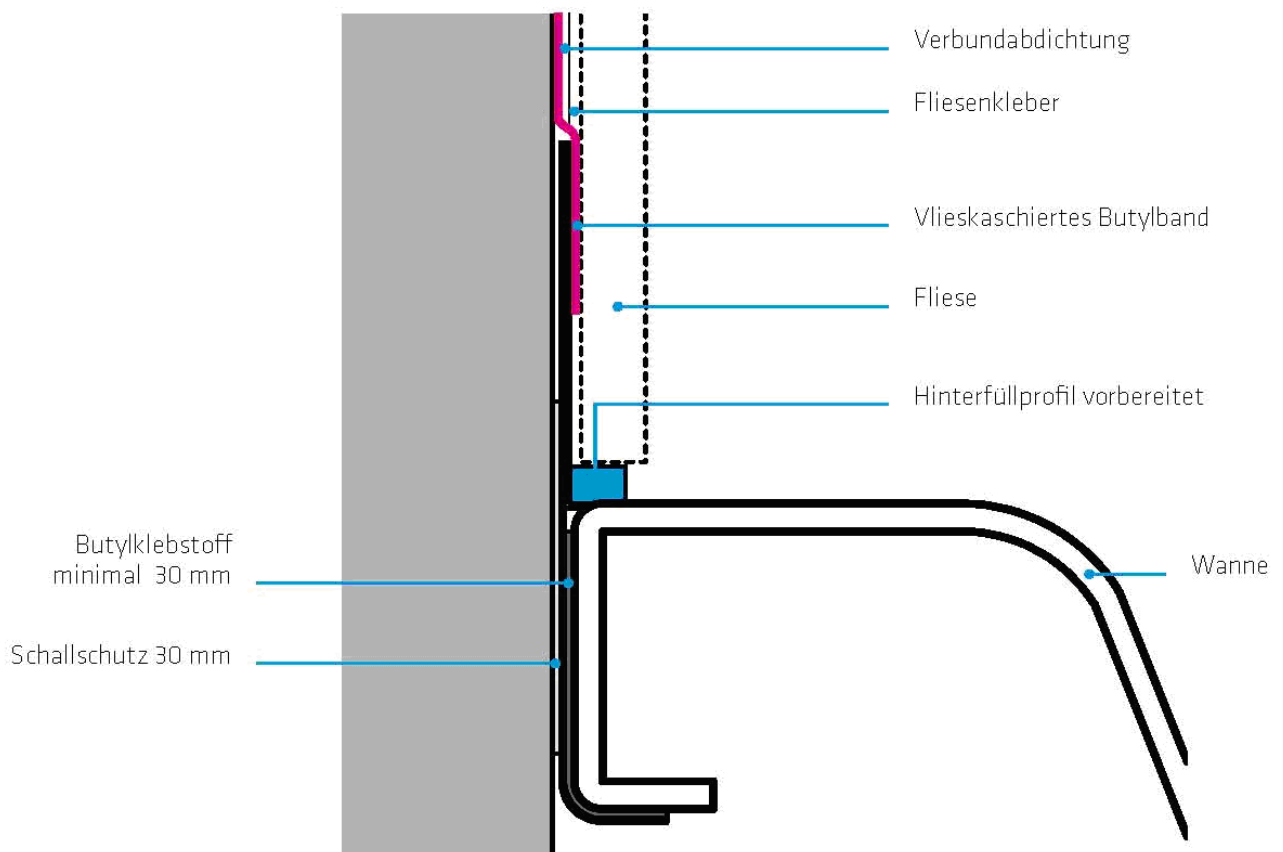 Verbundabdichtung
Fliesenkleber
Vlieskaschiertes Butylband
Fliese
Hinterfüllprofil vorbereitet
Butylklebstoff
minimal 30 mm
Wanne
Schallschutz 30 mm